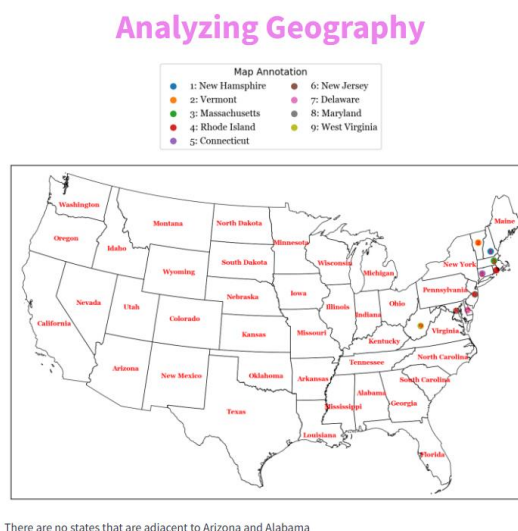 Analyzing Geography
Map Annotation
1: New Hamsphire
2: Vermont
3: Massachusetts
4: Rhode Island
5: Connecticut
6: New Jersey
7: Delaware
8: Maryland
9: West Virginia
Washington
Oregon
Idaho
Montana
North Dakota
Minnesota
South Dakota
Wyoming
Nebraska
Iowa
Wisconsin
Michigan
New York
Maine
Pennsylvania
Ohio
Indiana
Illinois
Nevada
Utah
Colorado
California
Kansas
Missouri
Kentucky
Virginia
Tennessee
North Carolina
South Carolina
Arizona
New Mexico
Oklahoma
Arkansas
Texas
Mississippi
Alabama
Georgia
Louisiana
Florida
There are no states that are adjacent to Arizona and Alabama